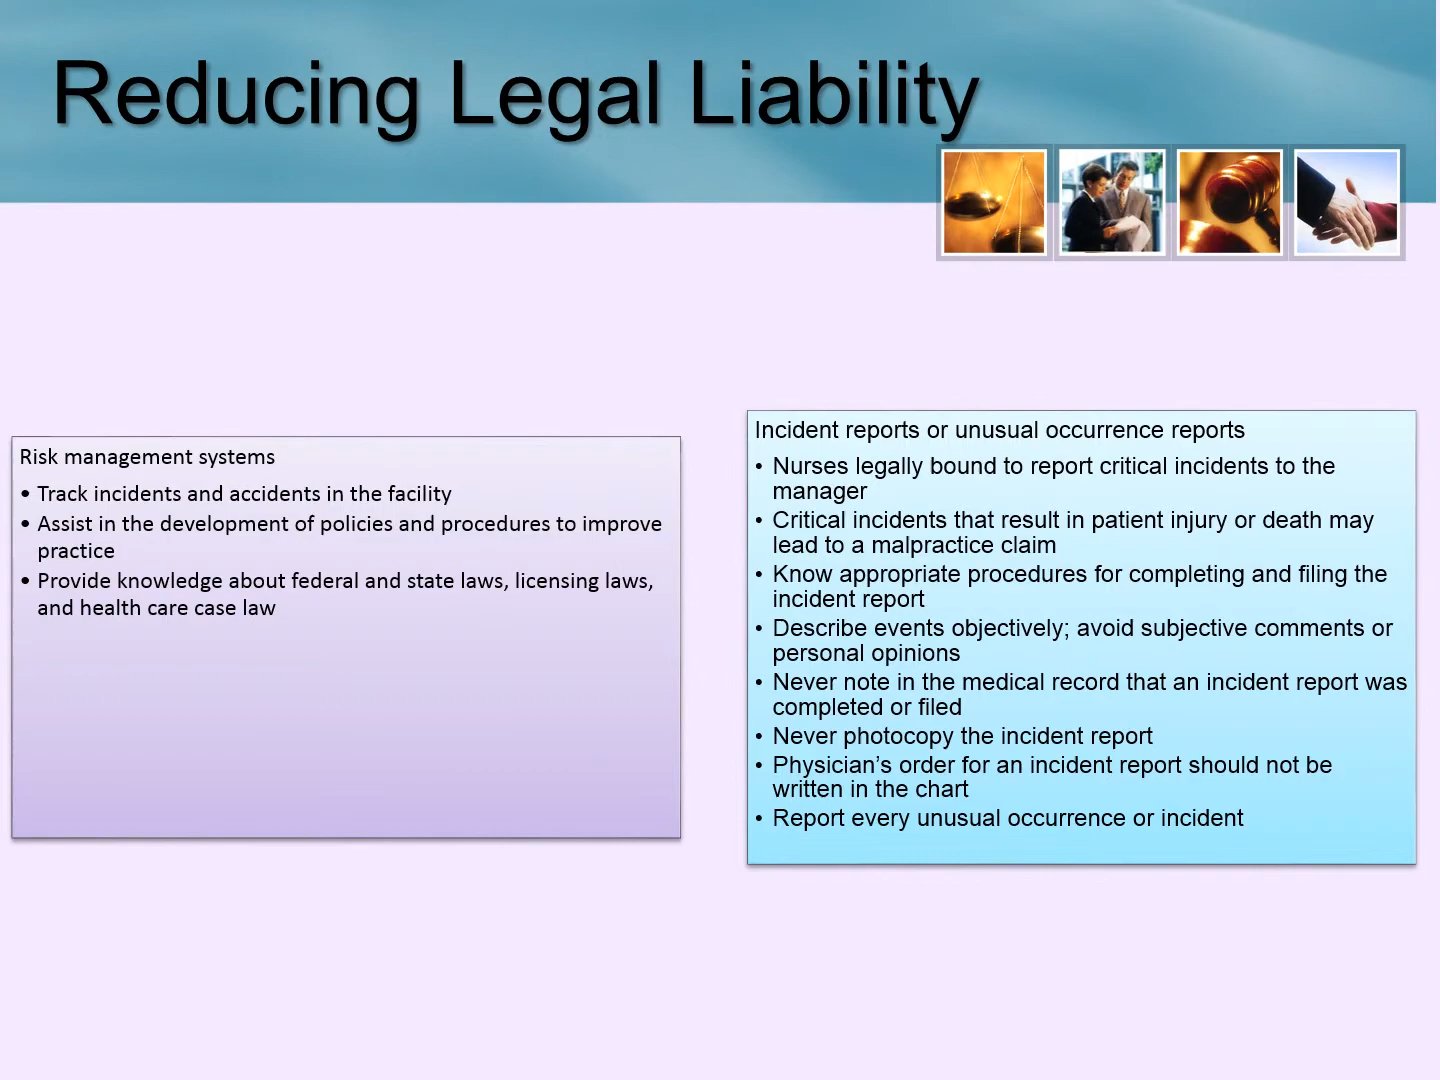 Reducing Legal Liability
Risk management systems
• Track incidents and accidents in the facility
• Assist in the development of policies and procedures to improve
practice
• Provide knowledge about federal and state laws, licensing laws,
and health care case law
Incident reports or unusual occurrence reports
• Nurses legally bound to report critical incidents to the
manager
• Critical incidents that result in patient injury or death may
lead to a malpractice claim
• Know appropriate procedures for completing and filing the
incident report
• Describe events objectively; avoid subjective comments or
personal opinions
• Never note in the medical record that an incident report was
completed or filed
• Never photocopy the incident report
• Physician’s order for an incident report should not be
written in the chart
• Report every unusual occurrence or incident